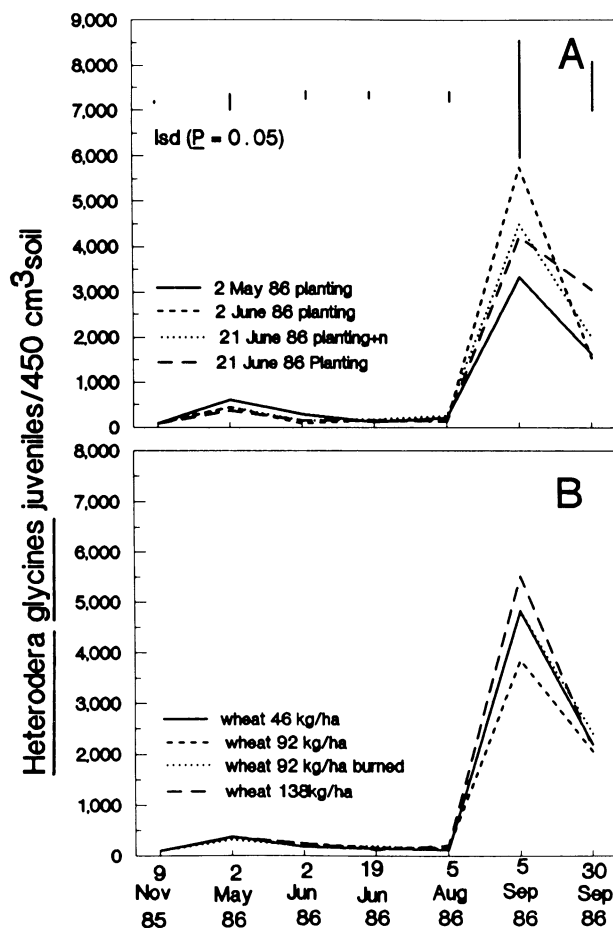 Heterodera glycines juveniles/450 cm³soil
A
9,000
8,000
7,000
6,000
5,000
4,000
3,000
2,000
1,000
0
lsd (P = 0.05)
2 May 86 planting
2 June 86 planting
21 June 86 planting+n
21 June 86 Planting
B
8,000
7,000
6,000
5,000
4,000
3,000
2,000
1,000
0
wheat 46 kg/ha
wheat 92 kg/ha
wheat 92 kg/ha burned
wheat 138kg/ha
9 2 2 19 5 5 30
Nov May Jun Jun Aug Sep Sep
85 86 86 86 86 86 86